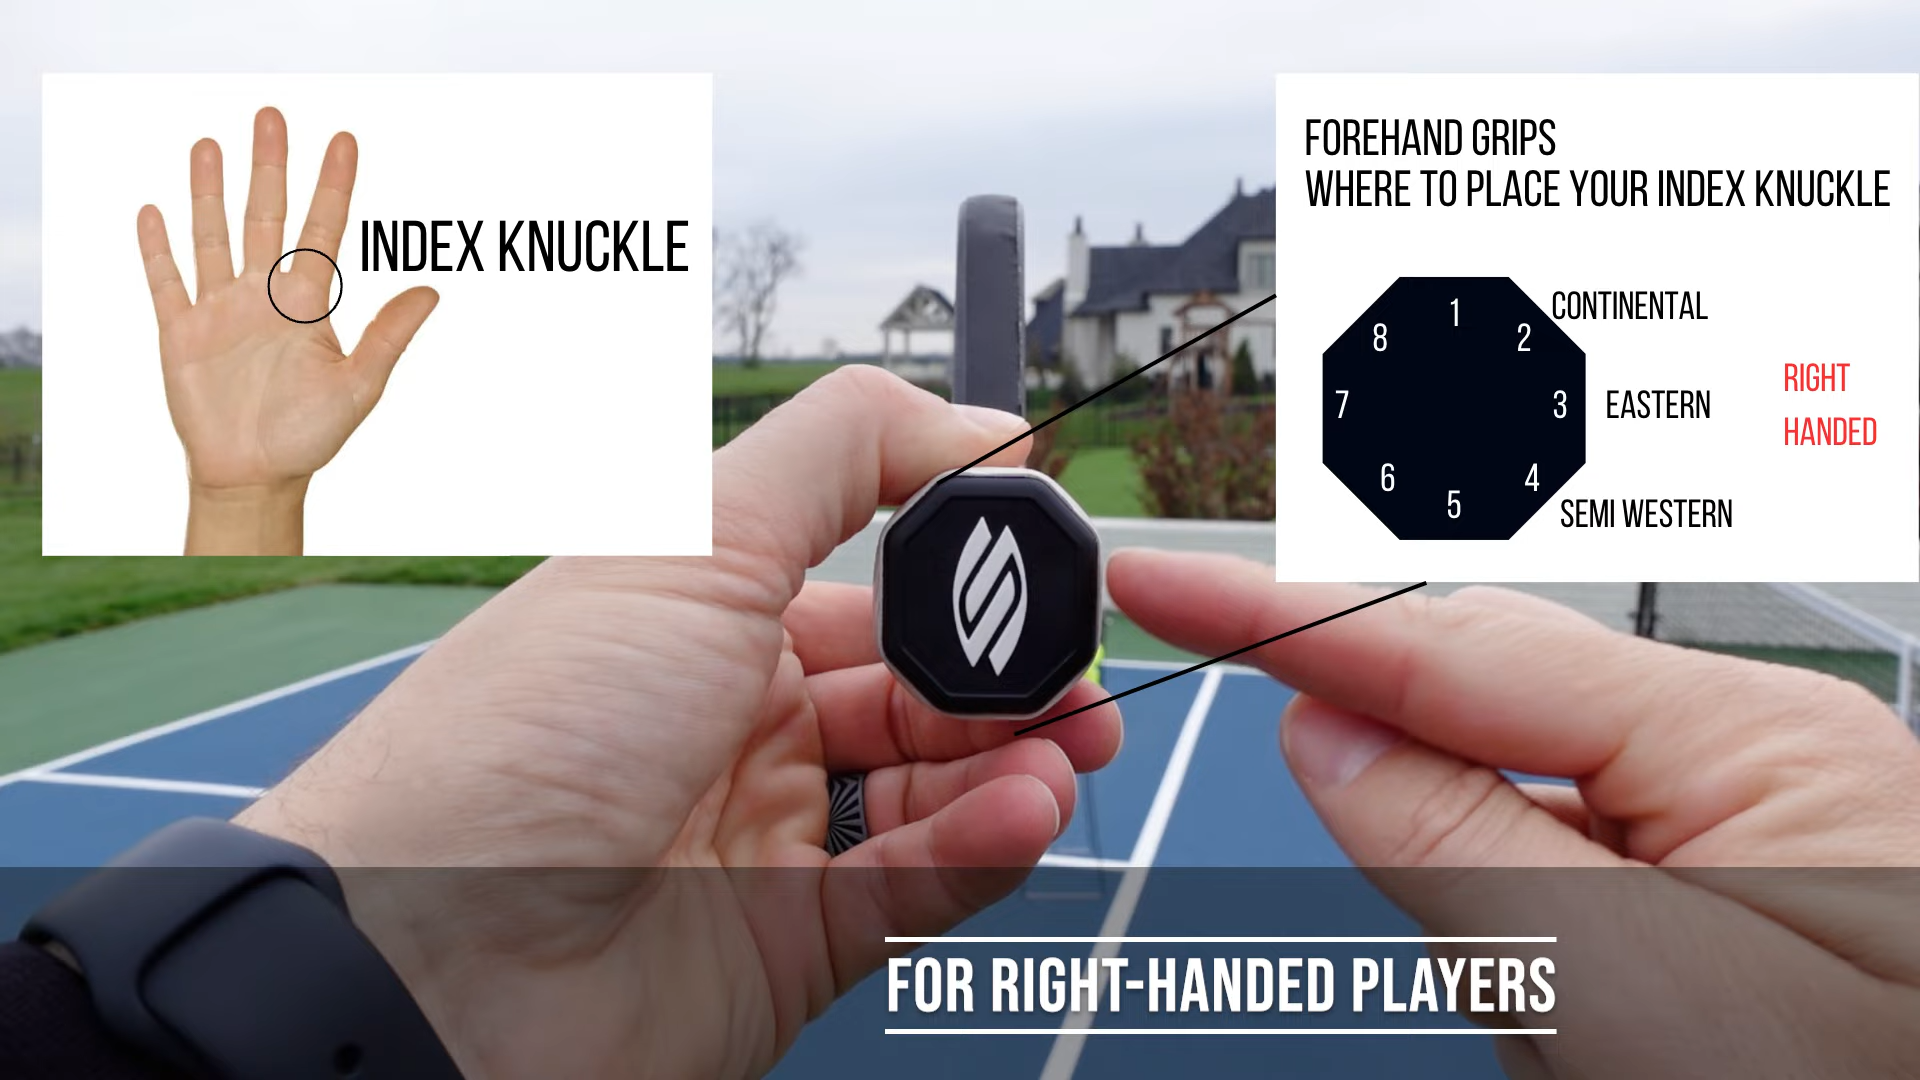 INDEX KNUCKLE
FOREHAND GRIPS
WHERE TO PLACE YOUR INDEX KNUCKLE
1
8
2
CONTINENTAL
7
3
EASTERN
RIGHT
HANDED
6
4
5
SEMI WESTERN
FOR RIGHT-HANDED PLAYERS